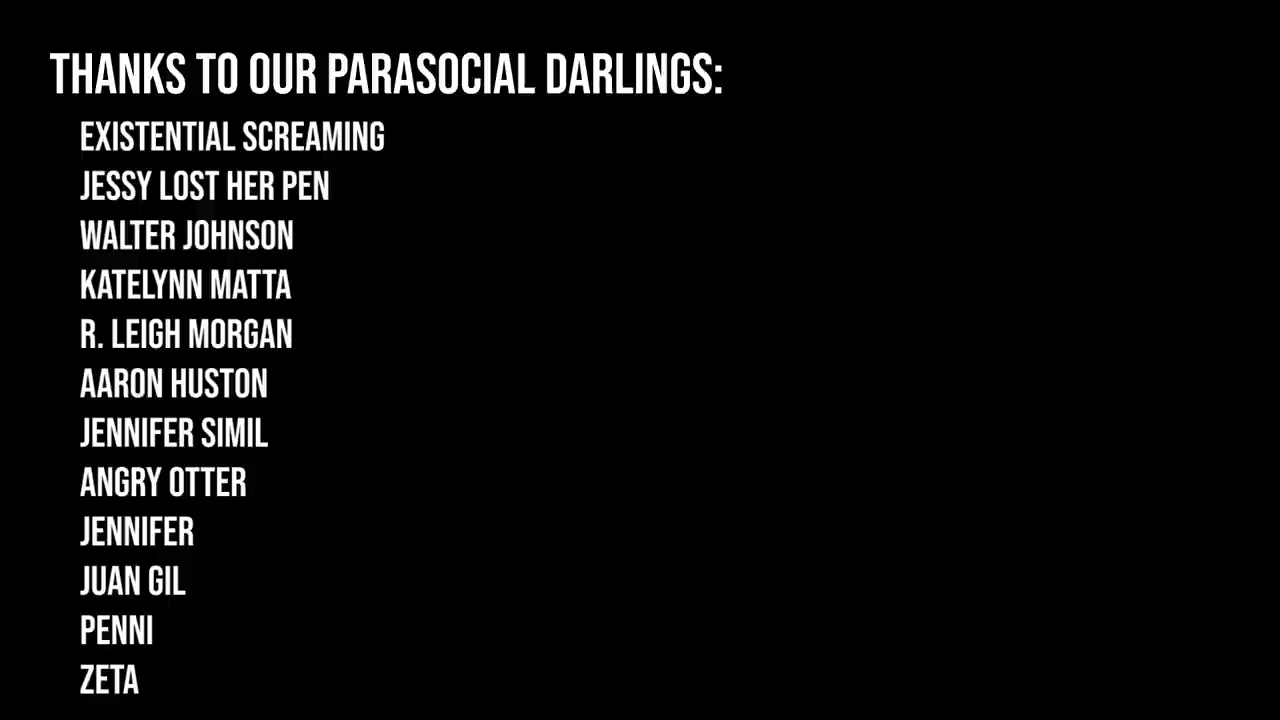 THANKS TO OUR PARASOCIAL DARLINGS:
EXISTENTIAL SCREAMING
JESSY LOST HER PEN
WALTER JOHNSON
KATELYNN MATTA
R. LEIGH MORGAN
AARON HUSTON
JENNIFER SIMIL
ANGRY OTTER
JENNIFER
JUAN GIL
PENNI
ZETA